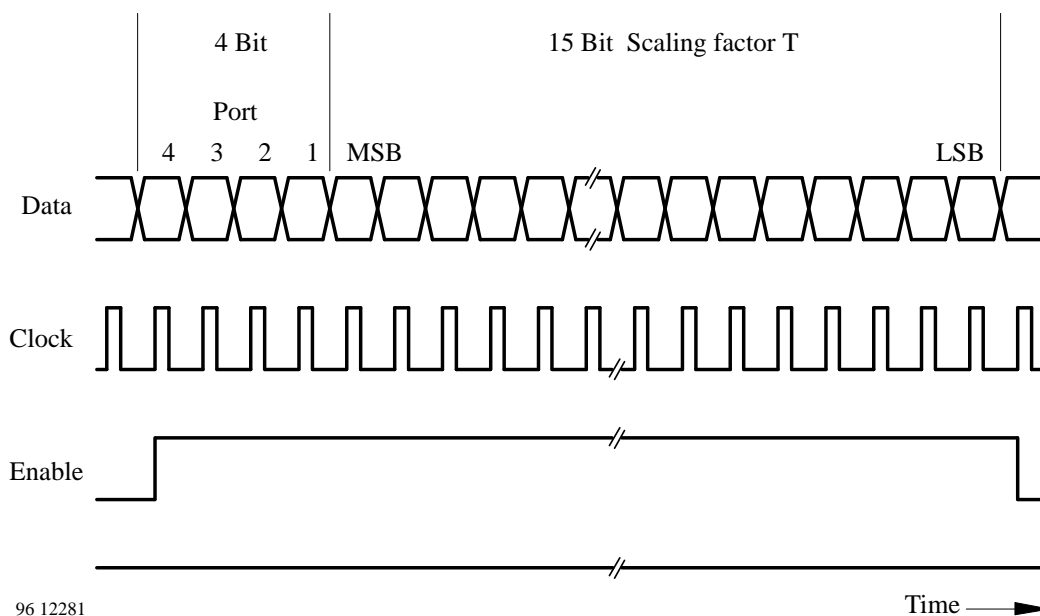 4 Bit
15 Bit Scaling factor T
Port
4 3 2 1 MSB
LSB
Data
Clock
Enable
Time
96 12281